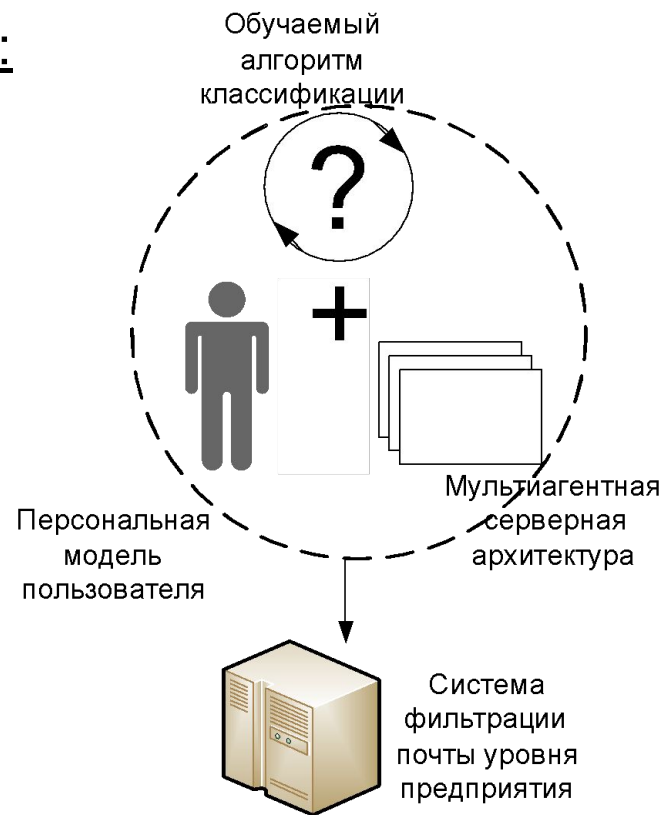 :
Обучаемый
алгоритм
классификации
?
+
Мультиагентная
серверная
архитектура
Персональная
модель
пользователя
Система
фильтрации
почты уровня
предприятия